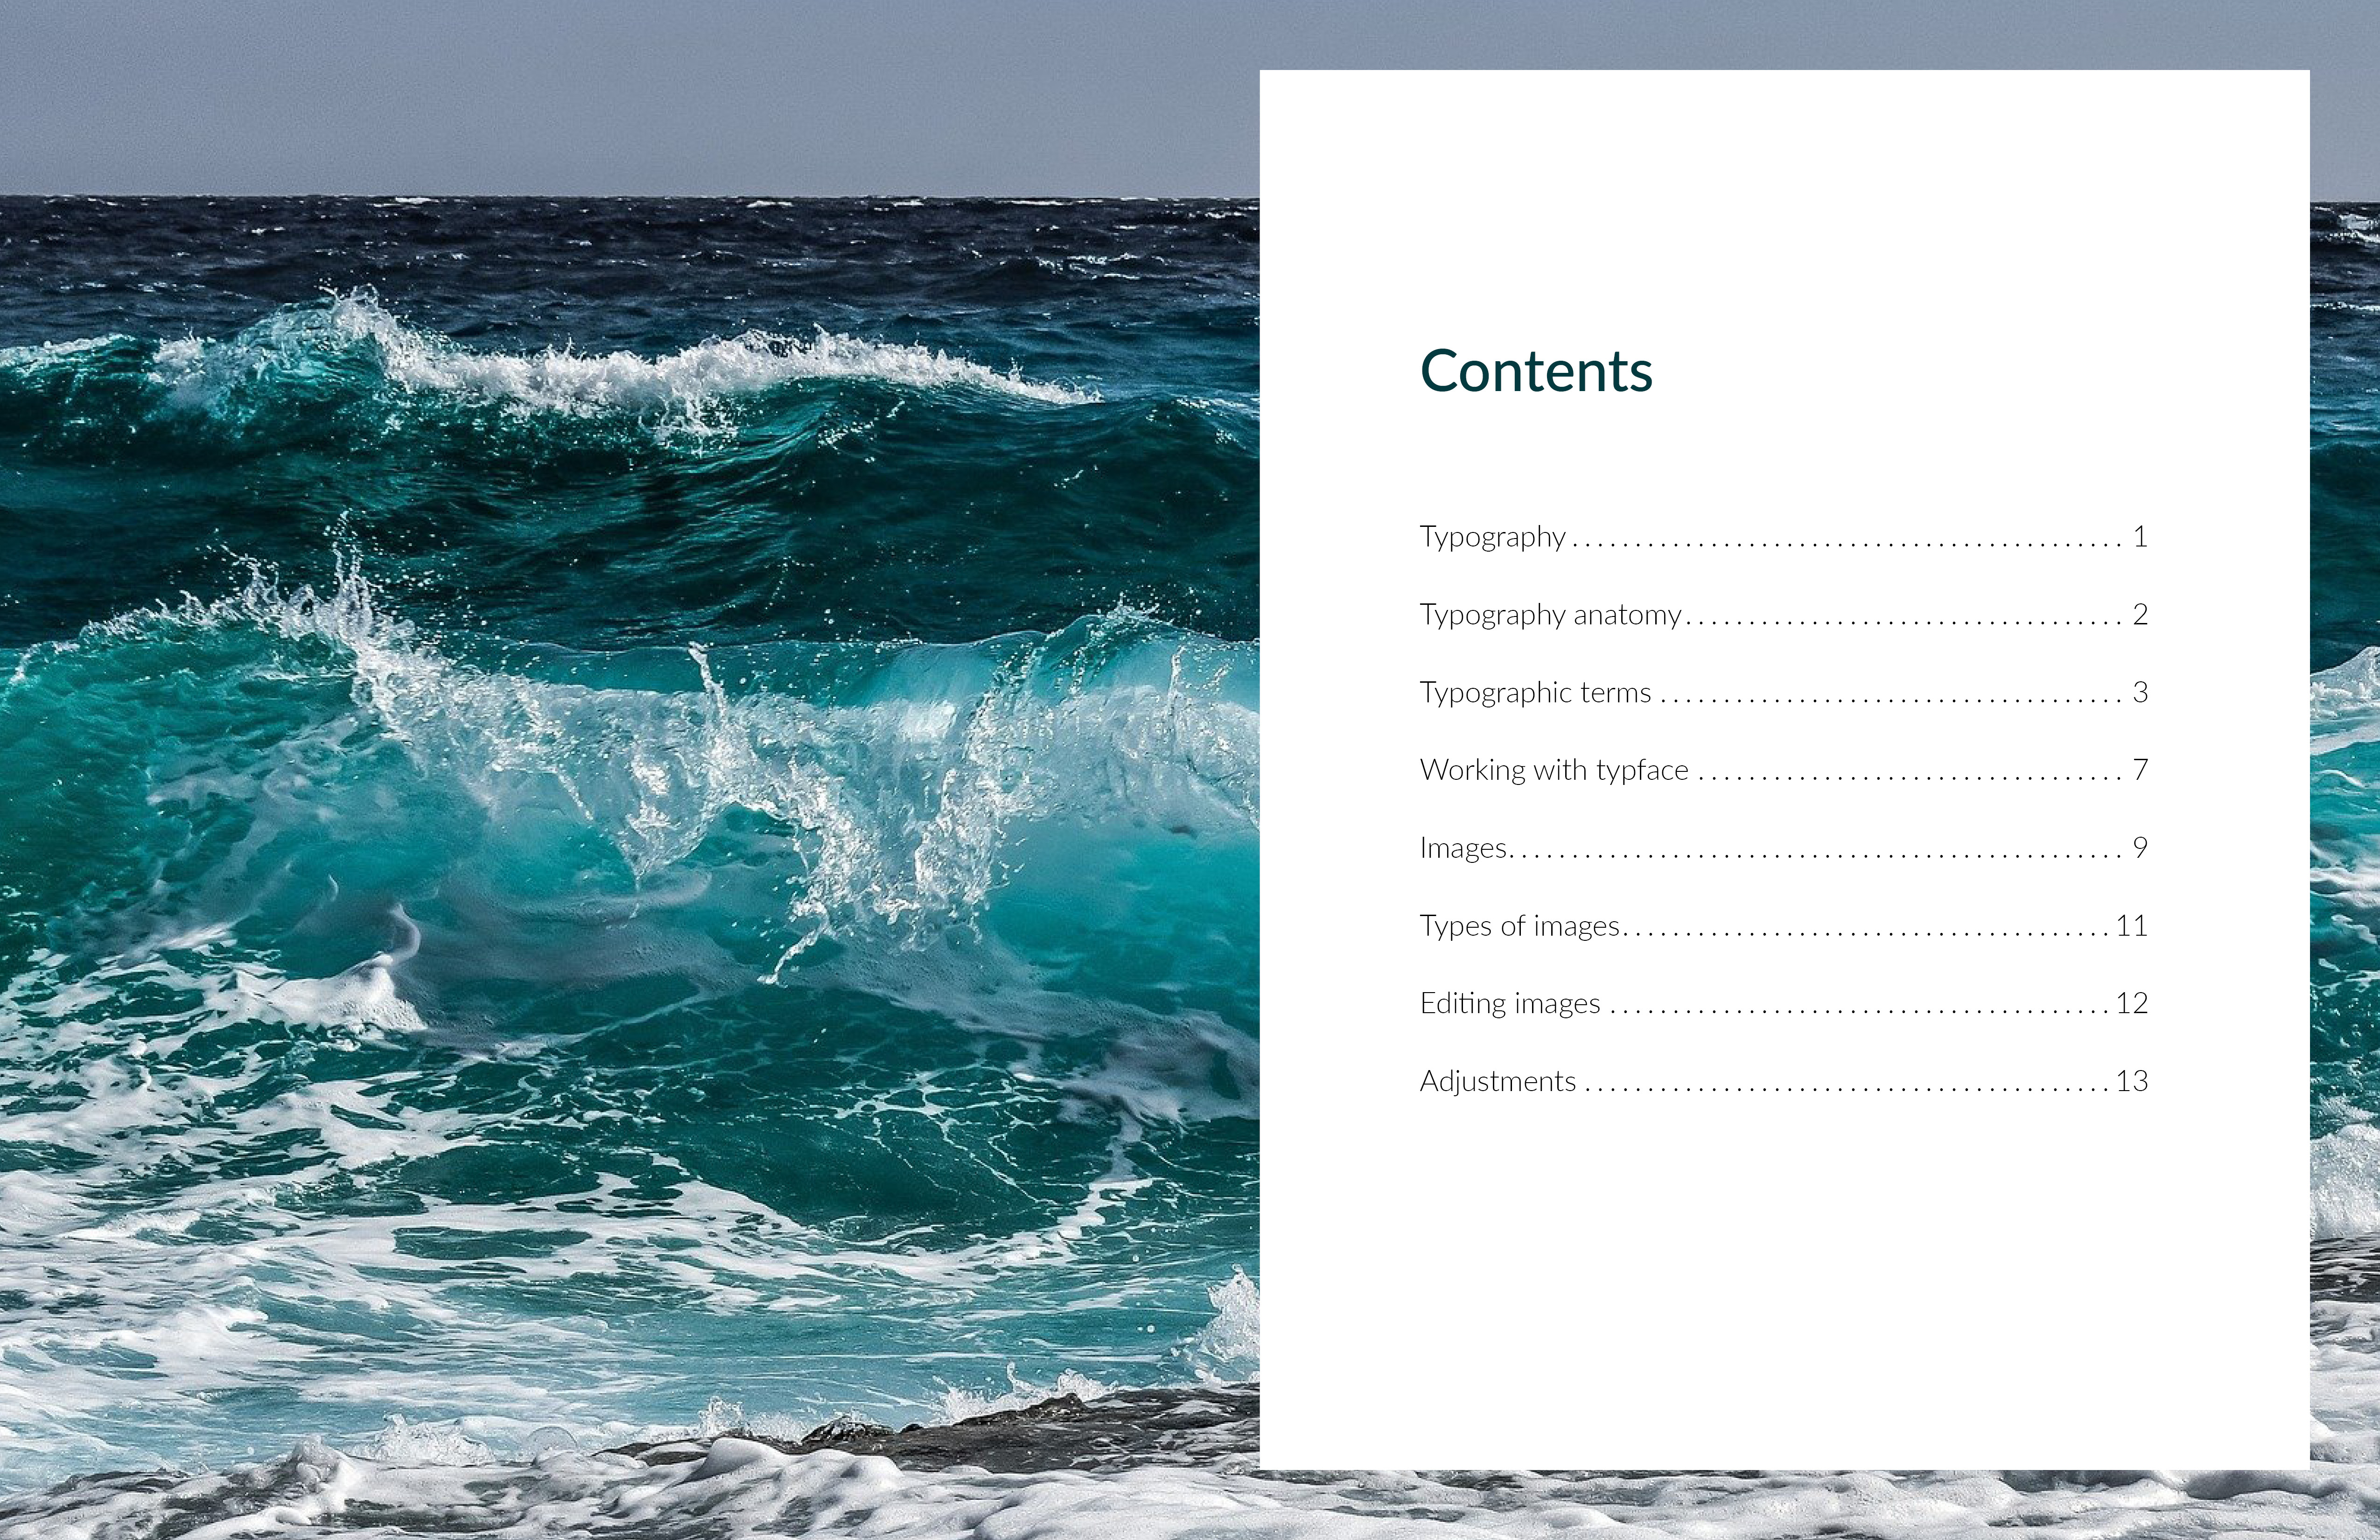 Contents
Typography . . . . . . . . . . . . . . . . . . . . . . . . . . . . . . . . . . . . . . . . . . . . 1
Typography anatomy . . . . . . . . . . . . . . . . . . . . . . . . . . . . . . . . . . . 2
Typographic terms . . . . . . . . . . . . . . . . . . . . . . . . . . . . . . . . . . . . . 3
Working with typface . . . . . . . . . . . . . . . . . . . . . . . . . . . . . . . . . . 7
Images . . . . . . . . . . . . . . . . . . . . . . . . . . . . . . . . . . . . . . . . . . . . . . . . . 9
Types of images . . . . . . . . . . . . . . . . . . . . . . . . . . . . . . . . . . . . . . . 11
Editing images . . . . . . . . . . . . . . . . . . . . . . . . . . . . . . . . . . . . . . . . 12
Adjustments . . . . . . . . . . . . . . . . . . . . . . . . . . . . . . . . . . . . . . . . . . 13